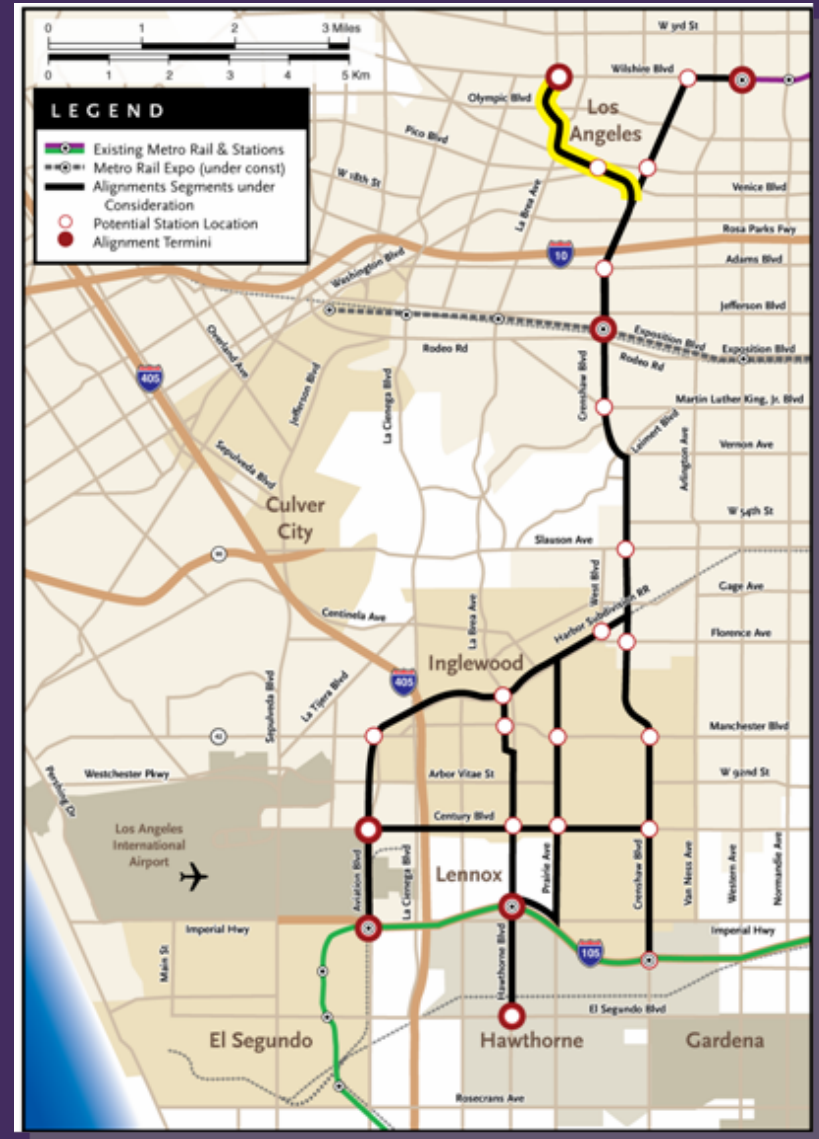 0 1 2 3 Miles
0 1 2 3 4 5 Km
LEGEND
Existing Metro Rail & Stations
Metro Rail Expo (under const)
Alignments Segments under
Consideration
Potential Station Location
Alignment Termini
W 3rd St
Wilshire Blvd
Olympic Blvd
Los
Angeles
Pico Blvd
W 18th St
La Brea Ave
Venice Blvd
Rosa Parks Fwy
10
Washington Blvd
Adams Blvd
Jefferson Blvd
Overland Ave
Exposition Blvd
Exposition Blvd
Rodeo Rd
Rodeo Rd
405
Jefferson Blvd
La Cienega Blvd
Crenshaw Blvd
Martin Luther King, Jr. Blvd
Leimert Blvd
Arlington Ave
Vernon Ave
Sepulveda Blvd
Culver
City
W 54th St
Slauson Ave
West Blvd
Gage Ave
Harbor Subdivision RR
Centinela Ave
La Brea Ave
Florence Ave
Inglewood
405
La Tijera Blvd
Sepulveda Blvd
42
Manchester Blvd
Westchester Pkwy
Arbor Vitae St
W 92nd St
Pershing Dr
Century Blvd
Los Angeles
International
Airport
Aviation Blvd
La Cienega Blvd
Lennox
Prairie Ave
Crenshaw Blvd
Van Ness Ave
Western Ave
Normandie Ave
Imperial Hwy
Imperial Hwy
105
Main St
Hawthorne Blvd
El Segundo Blvd
El Segundo
Hawthorne
Gardena
Rosecrans Ave